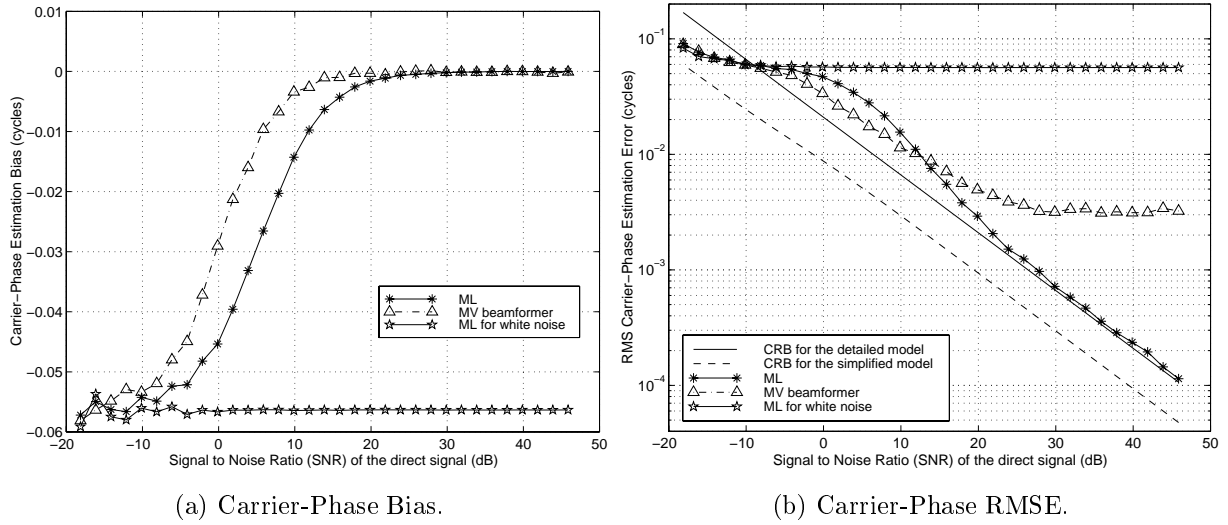 0.01
0
−0.01
−0.02
−0.03
−0.04
−0.05
−0.06
−20
−10
0
10
20
30
40
50
Carrier−Phase Estimation Bias (cycles)
Signal to Noise Ratio (SNR) of the direct signal (dB)
ML
MV beamformer
ML for white noise
(a) Carrier-Phase Bias.
10−1
10−2
10−3
10−4
−20
−10
0
10
20
30
40
50
RMS Carrier−Phase Estimation Error (cycles)
Signal to Noise Ratio (SNR) of the direct signal (dB)
CRB for the detailed model
CRB for the simplified model
ML
MV beamformer
ML for white noise
(b) Carrier-Phase RMSE.